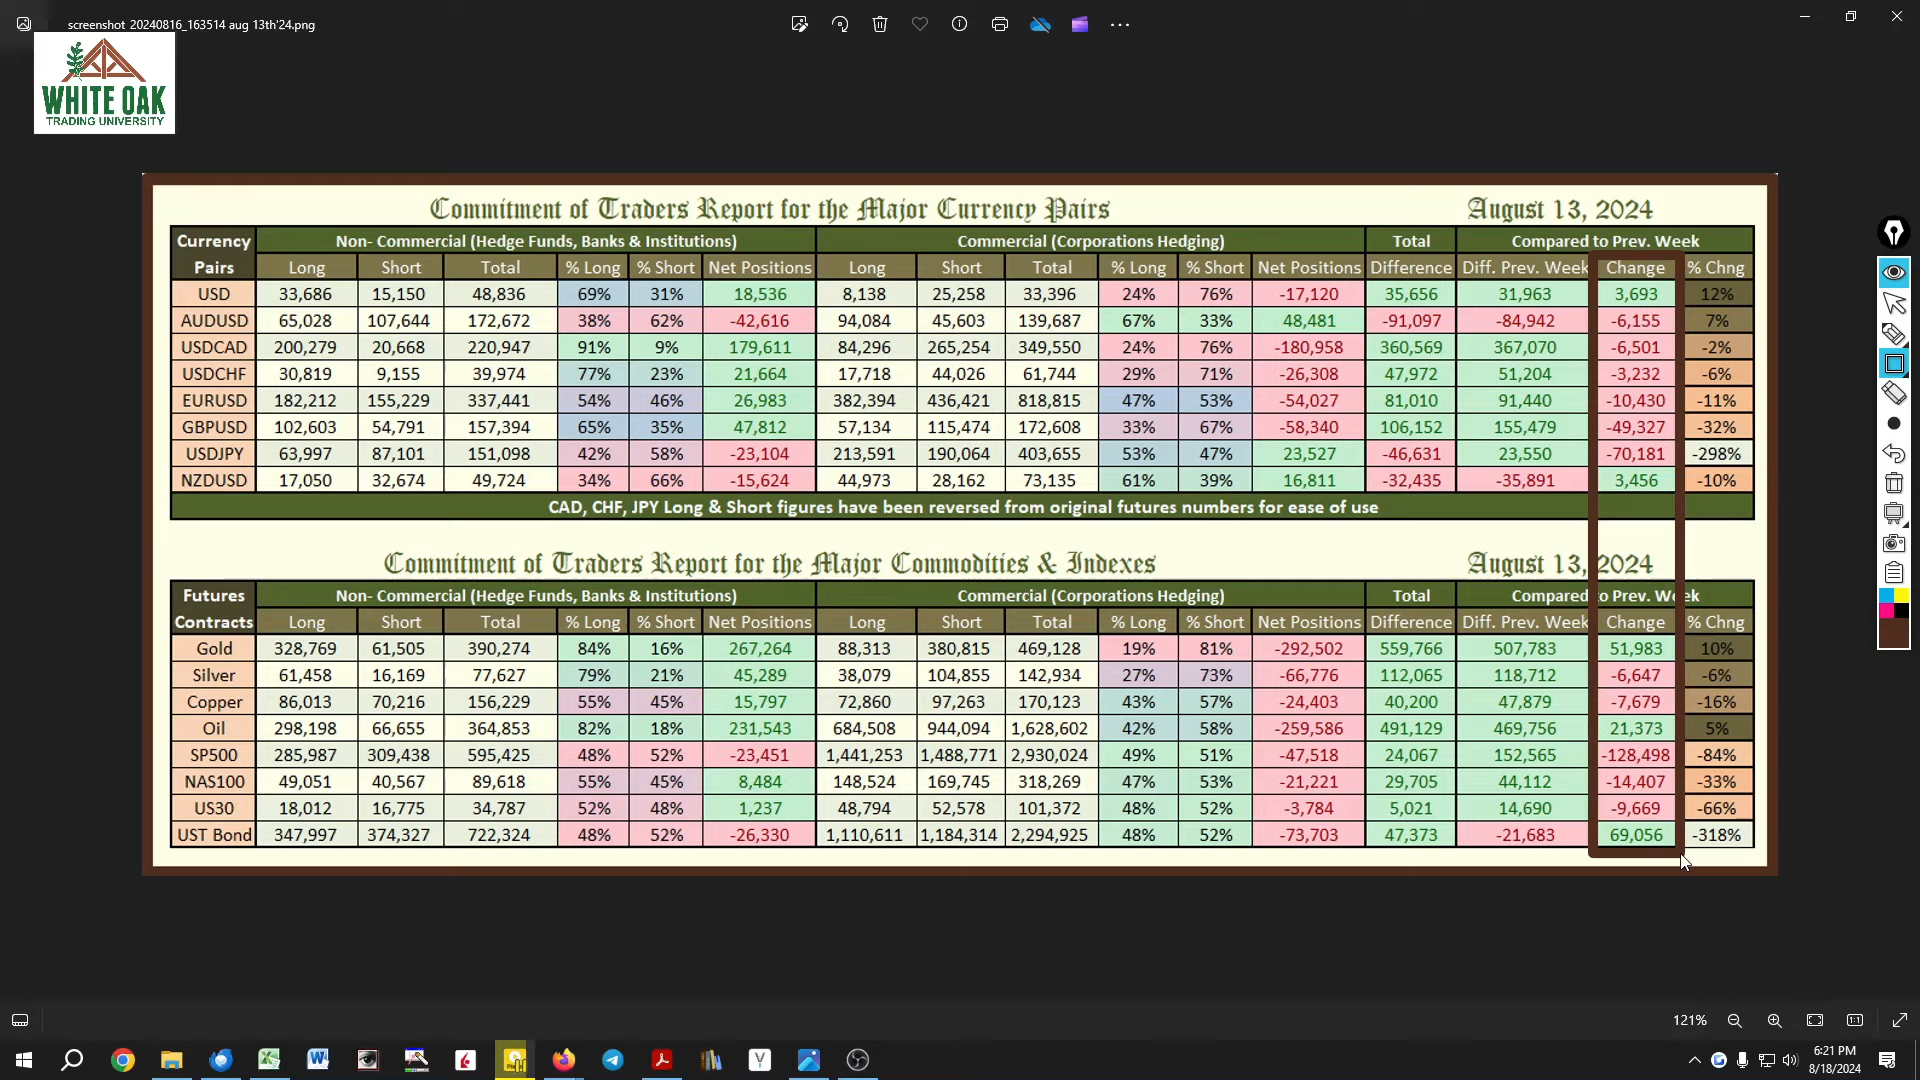 screenshot 20240816_163514 aug 13th'24.png
WHITE OAK
TRADING UNIVERSITY
Commitment of Traders Report for the Major Currency Pairs August 13, 2024
Currency Non- Commercial (Hedge Funds, Banks & Institutions) Commercial (Corporations Hedging) Total Compared to Prev. Week
Pairs Long Short Total % Long % Short Net Positions Long Short Total % Long % Short Net Positions Difference Diff. Prev. Week Change % Chng
USD 33,686 15,150 48,836 69% 31% 18,536 8,138 25,258 33,396 24% 76% -17,120 35,656 31,963 3,693 12%
AUDUSD 65,028 107,644 172,672 38% 62% -42,616 94,084 45,603 139,687 67% 33% 48,481 -91,097 -84,942 -6,155 7%
USDCAD 200,279 20,668 220,947 91% 9% 179,611 84,296 265,254 349,550 24% 76% -180,958 360,569 367,070 -6,501 -2%
USDCHF 30,819 9,155 39,974 77% 23% 21,664 17,718 44,026 61,744 29% 71% -26,308 47,972 51,204 -3,232 -6%
EURUSD 182,212 155,229 337,441 54% 46% 26,983 382,394 436,421 818,815 47% 53% -54,027 81,010 91,440 -10,430 -11%
GBPUSD 102,603 54,791 157,394 65% 35% 47,812 57,134 115,474 172,608 33% 67% -58,340 106,152 155,479 -49,327 -32%
USDJPY 63,997 87,101 151,098 42% 58% -23,104 213,591 190,064 403,655 53% 47% 23,527 -46,631 23,550 -70,181 -298%
NZDUSD 17,050 32,674 49,724 34% 66% -15,624 44,973 28,162 73,135 61% 39% 16,811 -32,435 -35,891 3,456 -10%
CAD, CHF, JPY Long & Short figures have been reversed from original futures numbers for ease of use
Commitment of Traders Report for the Major Commodities & Indexes August 13, 2024
Futures Non- Commercial (Hedge Funds, Banks & Institutions) Commercial (Corporations Hedging) Total Compared to Prev. Week
Contracts Long Short Total % Long % Short Net Positions Long Short Total % Long % Short Net Positions Difference Diff. Prev. Week Change % Chng
Gold 328,769 61,505 390,274 84% 16% 267,264 88,313 380,815 469,128 19% 81% -292,502 559,766 507,783 51,983 10%
Silver 61,458 16,169 77,627 79% 21% 45,289 38,079 104,855 142,934 27% 73% -66,776 112,065 118,712 -6,647 -6%
Copper 86,013 70,216 156,229 55% 45% 15,797 72,860 97,263 170,123 43% 57% -24,403 40,200 47,879 -7,679 -16%
Oil 298,198 66,655 364,853 82% 18% 231,543 684,508 944,094 1,628,602 42% 58% -259,586 491,129 469,756 21,373 5%
SP500 285,987 309,438 595,425 48% 52% -23,451 1,441,253 1,488,771 2,930,024 49% 51% -47,518 24,067 152,565 -128,498 -84%
NAS100 49,051 40,567 89,618 55% 45% 8,484 148,524 169,745 318,269 47% 53% -21,221 29,705 44,112 -14,407 -33%
US30 18,012 16,775 34,787 52% 48% 1,237 48,794 52,578 101,372 48% 52% -3,784 5,021 14,690 -9,669 -66%
UST Bond 347,997 374,327 722,324 48% 52% -26,330 1,110,611 1,184,314 2,294,925 48% 52% -73,703 47,373 -21,683 69,056 -318%
121%
6:21 PM
8/18/2024